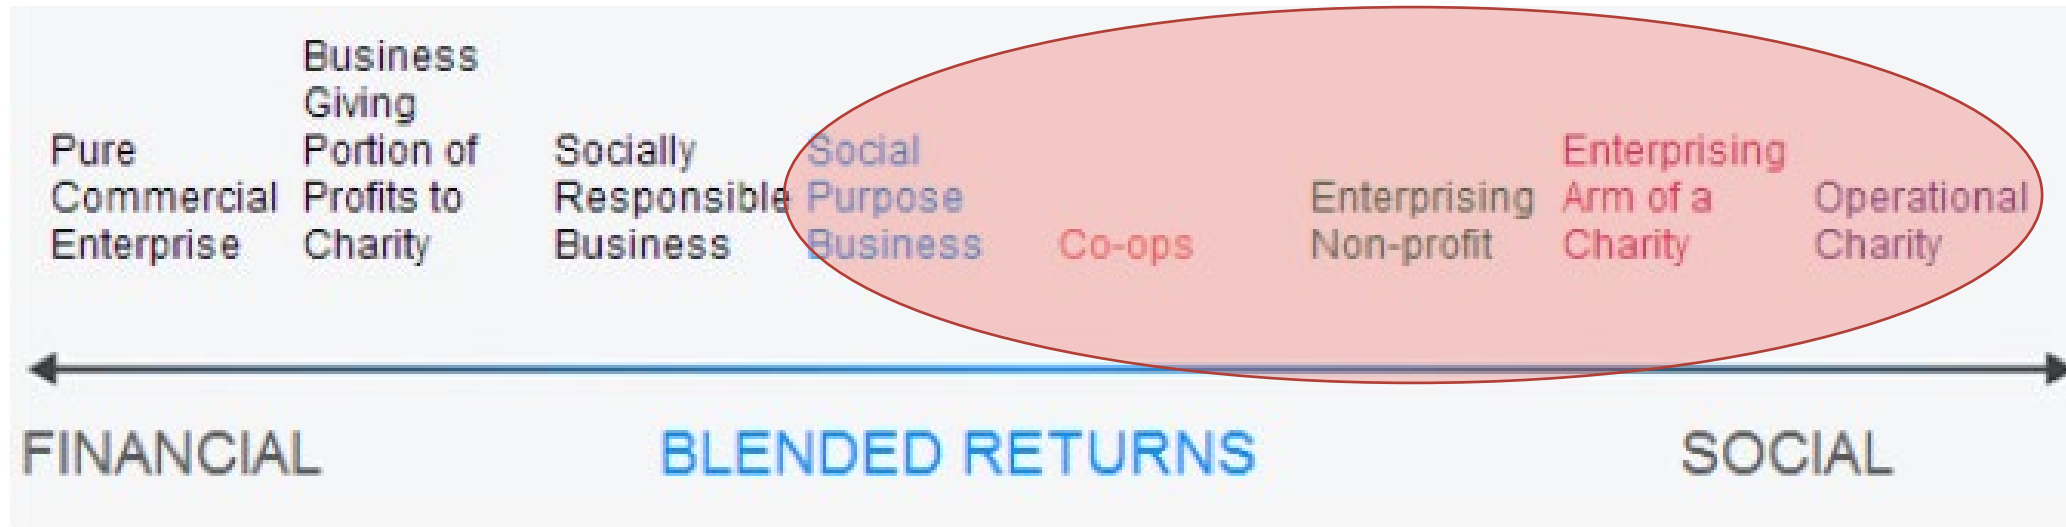 Pure
Commercial
Enterprise
Business
Giving
Portion of
Profits to
Charity
Socially
Responsible
Business
Social
Purpose
Business
Co-ops
Enterprising
Non-profit
Enterprising
Arm of a
Charity
Operational
Charity
FINANCIAL
BLENDED RETURNS
SOCIAL